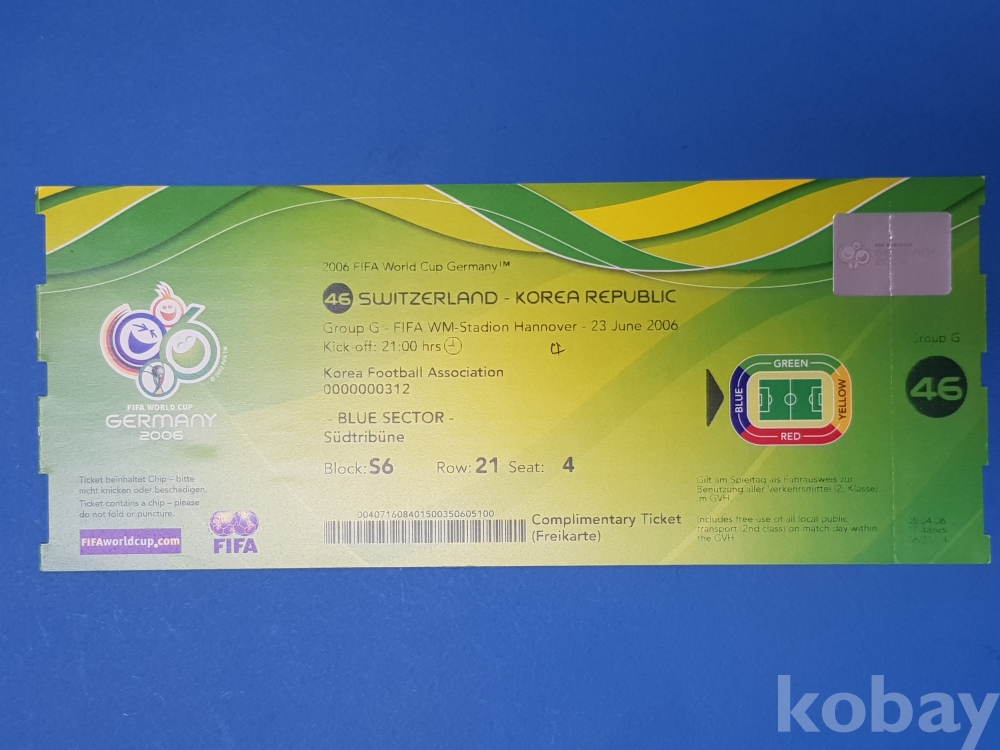 2006 FIFA World Cup Germany™
46 SWITZERLAND - KOREA REPUBLIC
Group G - FIFA WM-Stadion Hannover - 23 June 2006
Kick-off: 21:00 hrs
Korea Football Association
0000000312
- BLUE SECTOR -
Südtribüne
Block: S6 Row: 21 Seat: 4
004071608401500350605100
Complimentary Ticket
(Freikarte)
FIFA WORLD CUP
GERMANY
2006
Ticket beinhaltet Chip – bitte
nicht knicken oder beschädigen.
Ticket contains a chip – please
do not fold or puncture.
FIFAworldcup.com
FIFA
GREEN
BLUE
YELLOW
RED
Gilt am Spieltag als Fahrausweis zur
Benutzung aller Verkehrsmittel (2. Klasse)
im GVH.
Includes free use of all local public
transport (2nd class) on match day within
the GVH.
Group G
46
kobay